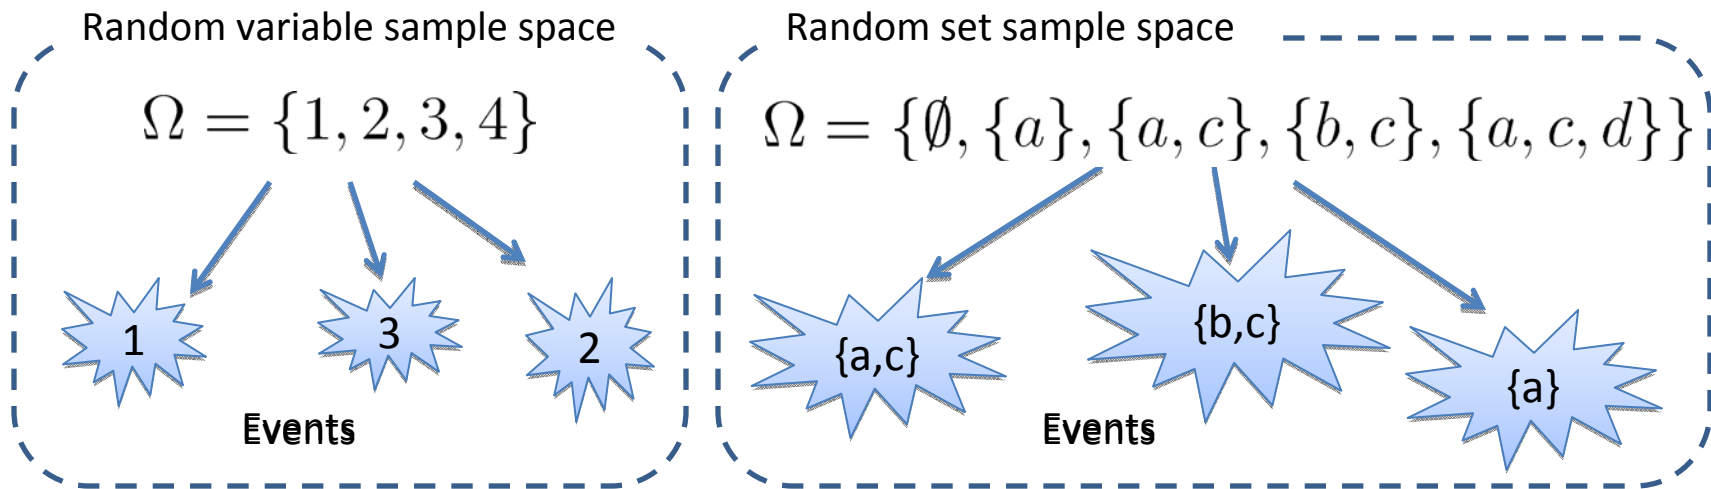 Random variable sample space
Ω = {1, 2, 3, 4}
1
3
2
Events
Random set sample space
Ω = {∅, {a}, {a, c}, {b, c}, {a, c, d}}
{a,c}
{b,c}
{a}
Events